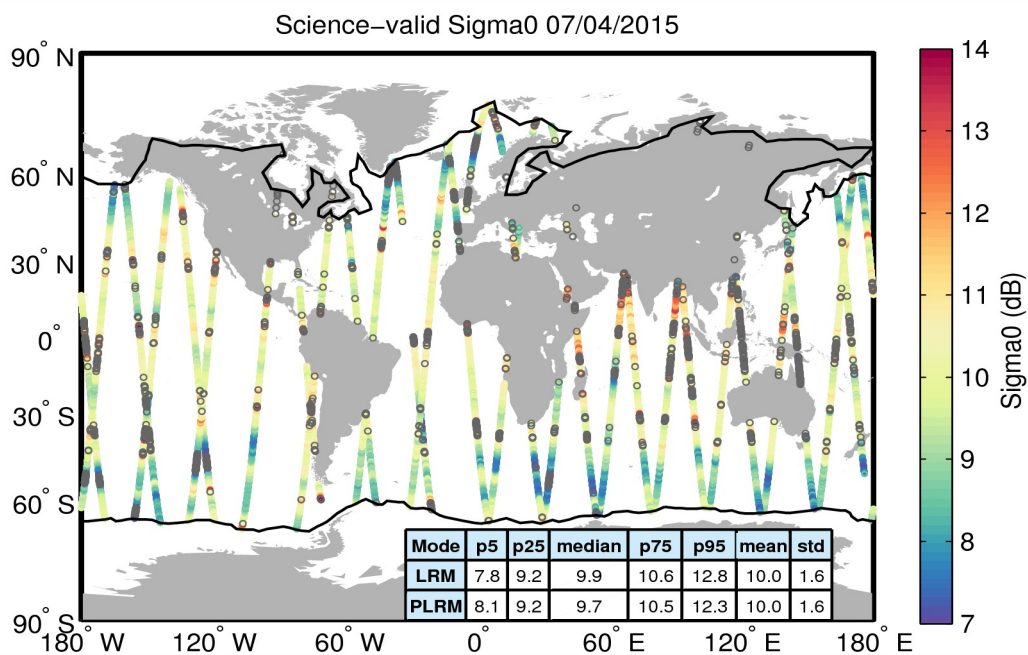 Science−valid Sigma0 07/04/2015
90° N
60° N
30° N
0°
30° S
60° S
90° S
180° W
120° W
60° W
0°
60° E
120° E
180° E
14
13
12
11
10
9
8
7
Sigma0 (dB)
Mode p5 p25 median p75 p95 mean std
LRM 7.8 9.2 9.9 10.6 12.8 10.0 1.6
PLRM 8.1 9.2 9.7 10.5 12.3 10.0 1.6